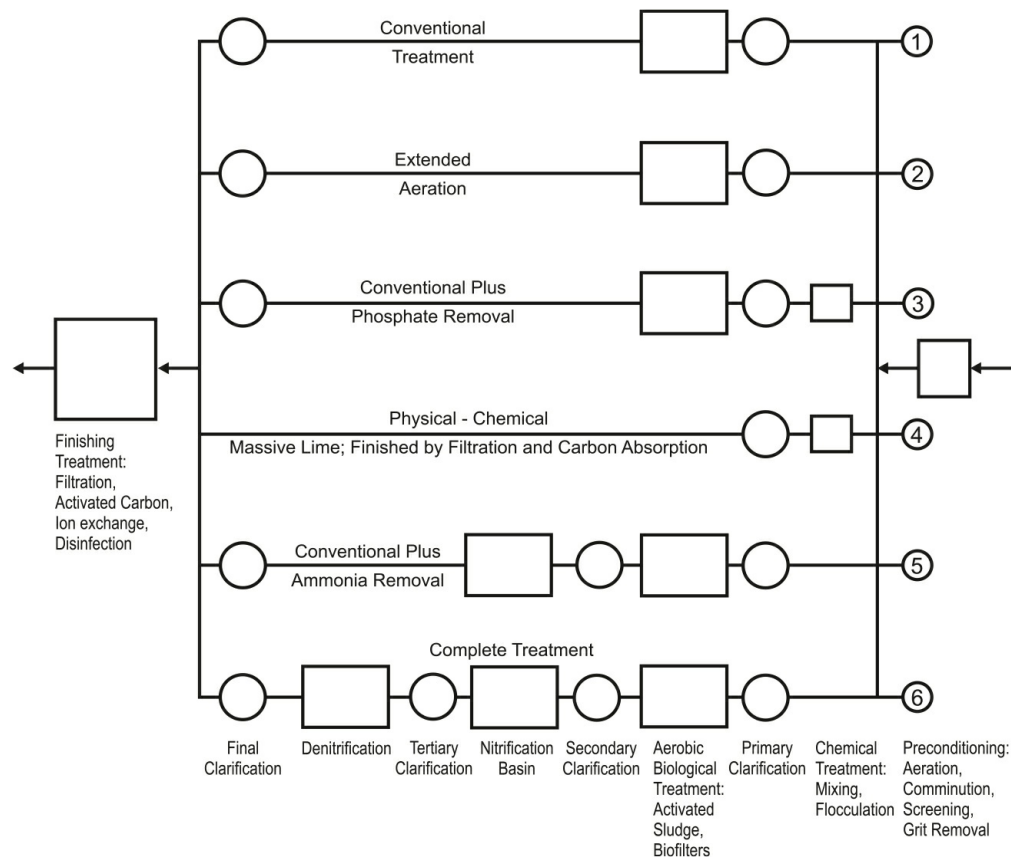 Conventional
Treatment
1
Extended
Aeration
2
Conventional Plus
Phosphate Removal
3
Physical - Chemical
Massive Lime; Finished by Filtration and Carbon Absorption
4
Finishing
Treatment:
Filtration,
Activated Carbon,
Ion exchange,
Disinfection
Conventional Plus
Ammonia Removal
5
Complete Treatment
6
Final
Clarification
Denitrification
Tertiary
Clarification
Nitrification
Basin
Secondary
Clarification
Aerobic
Biological
Treatment:
Activated
Sludge,
Biofilters
Primary
Clarification
Chemical
Treatment:
Mixing,
Flocculation
Preconditioning:
Aeration,
Comminution,
Screening,
Grit Removal